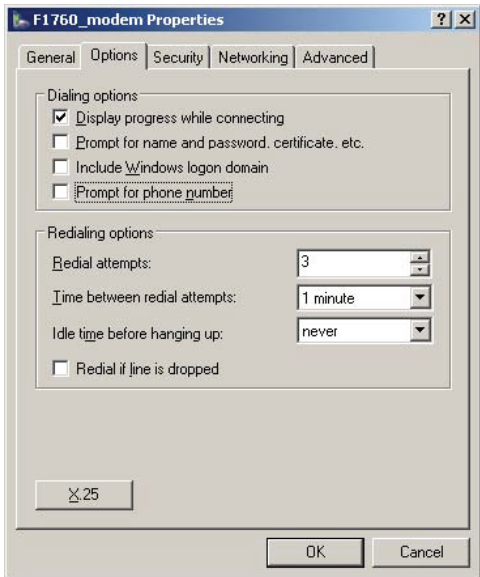 F1760_modem Properties
General Options Security Networking Advanced
Dialing options
Display progress while connecting
Prompt for name and password. certificate. etc.
Include Windows logon domain
Prompt for phone number
Redialing options
Redial attempts: 3
Time between redial attempts: 1 minute
Idle time before hanging up: never
Redial if line is dropped
X.25
OK Cancel